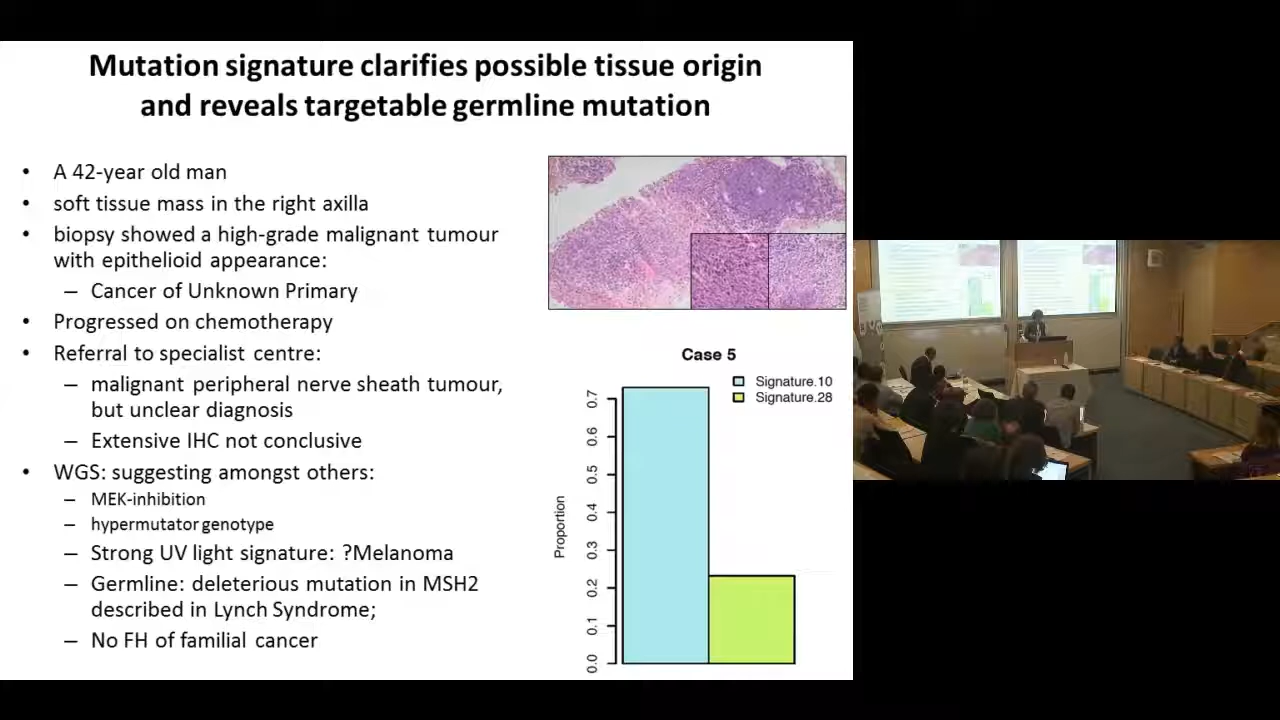 Mutation signature clarifies possible tissue origin
and reveals targetable germline mutation
• A 42-year old man
• soft tissue mass in the right axilla
• biopsy showed a high-grade malignant tumour
with epithelioid appearance:
– Cancer of Unknown Primary
• Progressed on chemotherapy
• Referral to specialist centre:
– malignant peripheral nerve sheath tumour,
but unclear diagnosis
– Extensive IHC not conclusive
• WGS: suggesting amongst others:
– MEK-inhibition
– hypermutator genotype
– Strong UV light signature: ?Melanoma
– Germline: deleterious mutation in MSH2
described in Lynch Syndrome;
– No FH of familial cancer
Case 5
Signature.10
Signature.28
Proportion
0.7
0.6
0.5
0.4
0.3
0.2
0.1
0.0